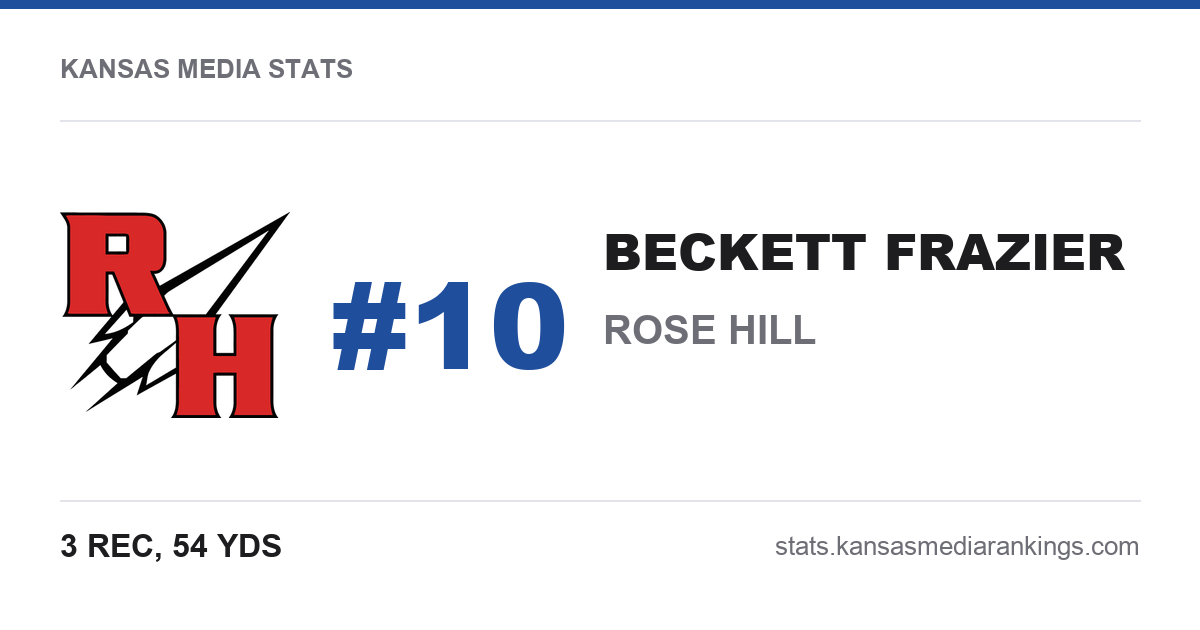 KANSAS MEDIA STATS
RH
#10
BECKETT FRAZIER
ROSE HILL
3 REC, 54 YDS
stats.kansasmediarankings.com